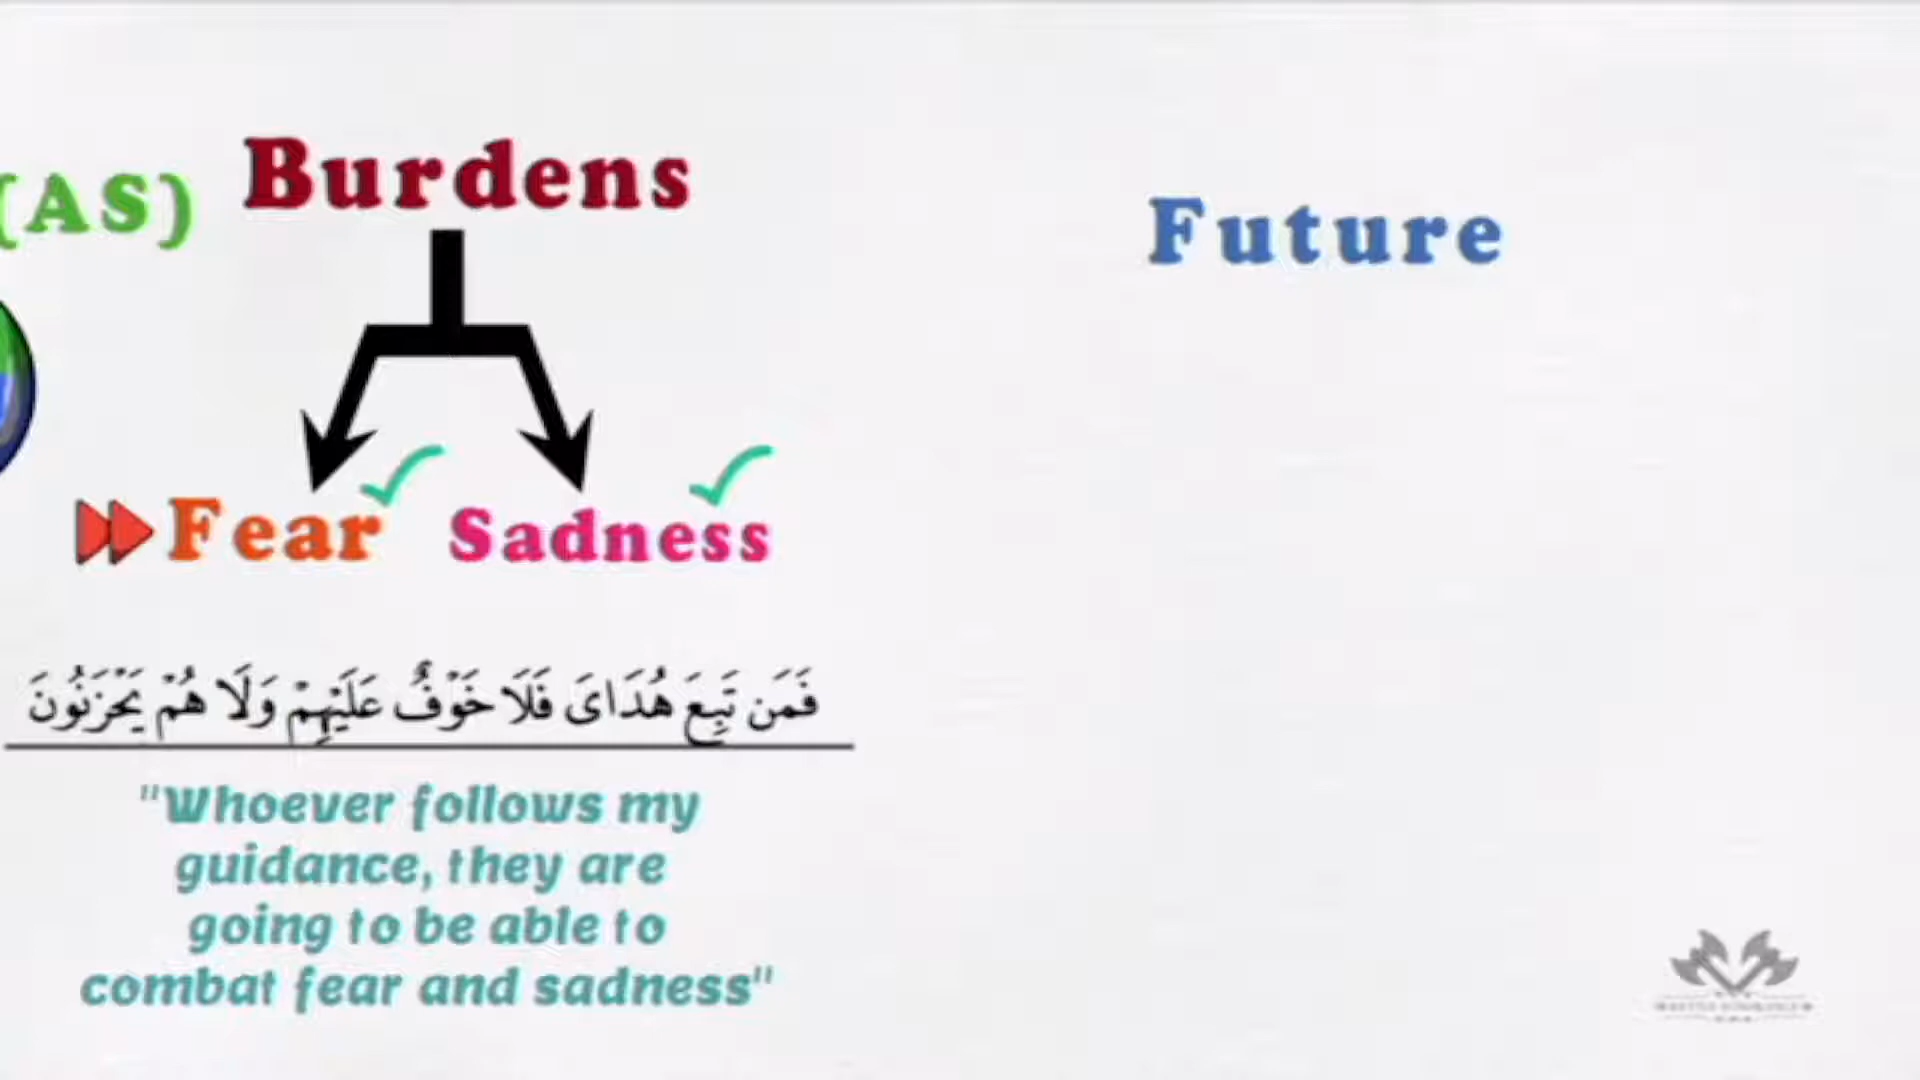 (AS)
Burdens
Future
Fear
Sadness
فَمَن تَبِعَ هُدَاىَ فَلَا خَوْفٌ عَلَيْهِمْ وَلَا هُمْ يَحْزَنُونَ
"Whoever follows my
guidance, they are
going to be able to
combat fear and sadness"